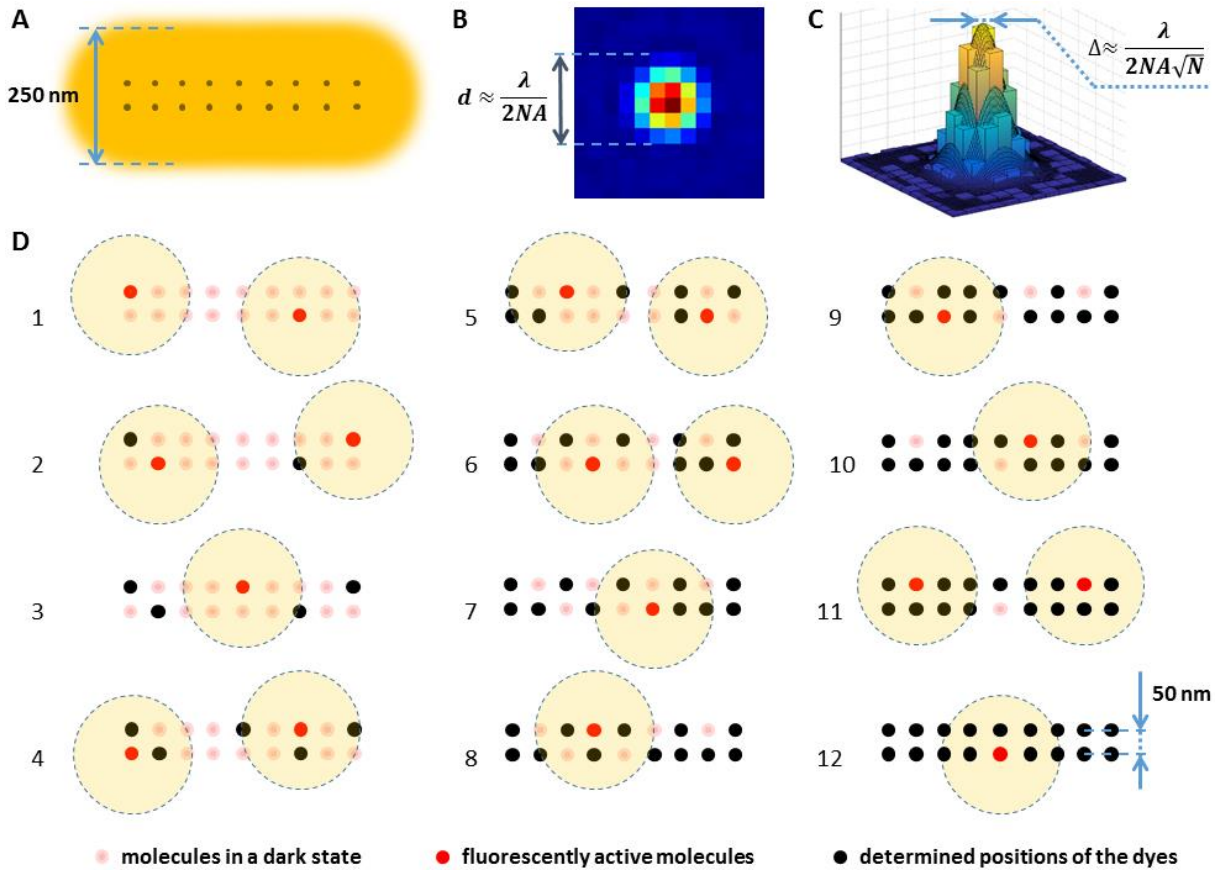 A
250 nm
B
d ≈ λ / 2NA
C
Δ≈ λ / 2NA√N
D
1
2
3
4
5
6
7
8
9
10
11
12
50 nm
molecules in a dark state
fluorescently active molecules
determined positions of the dyes